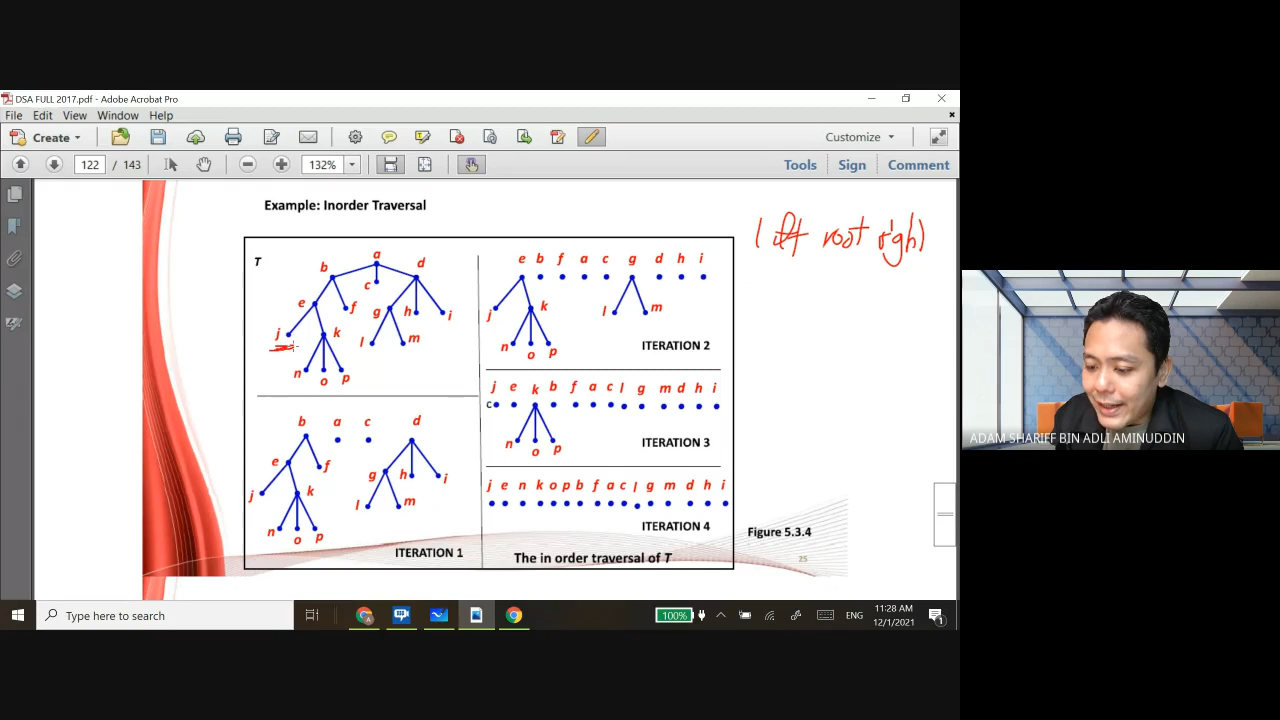 DSA FULL 2017.pdf - Adobe Acrobat Pro
File Edit View Window Help
Create
Customize
122 / 143
132%
Tools Sign Comment
Example: Inorder Traversal
left root right
T
a
b d
c
e f g h i
j k l m
n o p
b a c d
e f g h i
j k l m
n o p
ITERATION 1
e b f a c g d h i
j k l m
n o p
ITERATION 2
j e k b f a c l g m d h i
c
n o p
ITERATION 3
j e n k o p b f a c l g m d h i
ITERATION 4
The in order traversal of T
Figure 5.3.4
25
ADAM SHARIFF BIN ADLI AMINUDDIN
Type here to search
100%
ENG
11:28 AM
12/1/2021
1